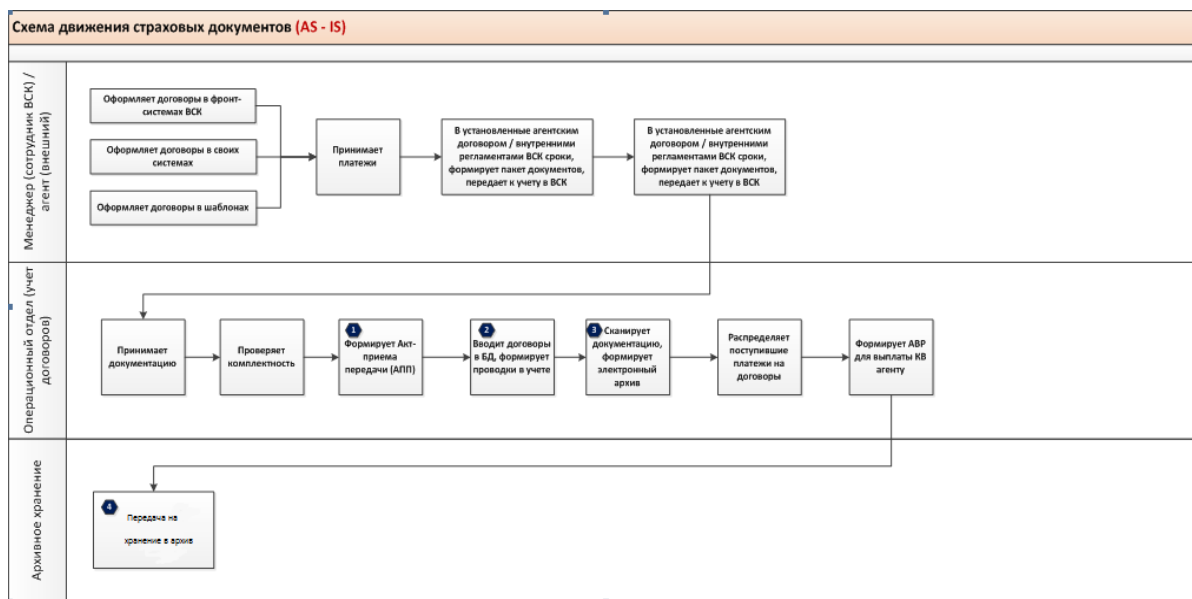 Схема движения страховых документов (AS - IS)
Менеджер (сотрудник ВСК) /
агент (внешний)
Оформляет договоры в фронт-
системах ВСК
Оформляет договоры в своих
системах
Оформляет договоры в шаблонах
Принимает
платежи
В установленные агентским
договором / внутренними
регламентами ВСК сроки,
формирует пакет документов,
передает к учету в ВСК
В установленные агентским
договором / внутренними
регламентами ВСК сроки,
формирует пакет документов,
передает к учету в ВСК
Операционный отдел (учет
договоров)
Принимает
документацию
Проверяет
комплектность
1
Формирует Акт-
приема
передачи (АПП)
2
Вводит договоры
в БД, формирует
проводки в учете
3
Сканирует
документацию,
формирует
электронный
архив
Распределяет
поступившие
платежи на
договоры
Формирует АВР
для выплаты КВ
агенту
Архивное хранение
4
Передача на
хранение в архив